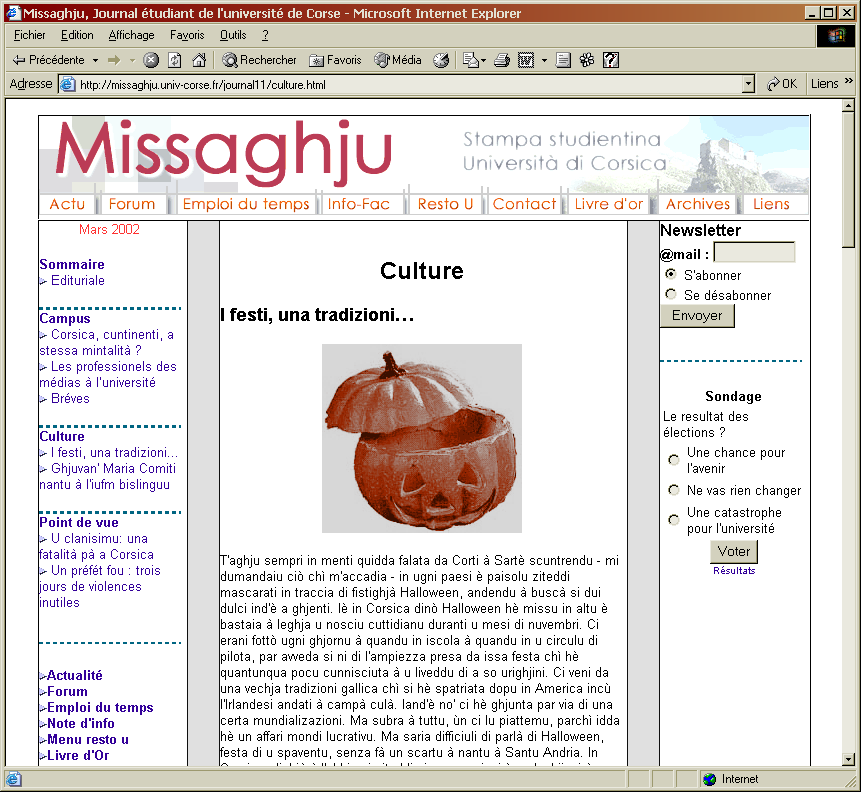 Missaghju, Journal étudiant de l'université de Corse - Microsoft Internet Explorer
Fichier Edition Affichage Favoris Outils ?
Précédente Rechercher Favoris Média
Adresse http://missaghju.univ-corse.fr/journal11/culture.html OK Liens »
Missaghju
Stampa studientina
Università di Corsica
Actu Forum Emploi du temps Info-Fac Resto U Contact Livre d'or Archives Liens
Mars 2002
Sommaire
Edituriale
Campus
Corsica, cuntinenti, a
stessa mintalità ?
Les professionels des
médias à l'université
Bréves
Culture
I festi, una tradizioni...
Ghjuvan' Maria Comiti
nantu à l'iufm bislinguu
Point de vue
U clanisimu: una
fatalità pà a Corsica
Un préfét fou : trois
jours de violences
inutiles
Actualité
Forum
Emploi du temps
Note d'info
Menu resto u
Livre d'Or
Culture
I festi, una tradizioni...
T'aghju sempri in menti quidda falata da Corti à Sartè scuntrendu - mi
dumandaiu ciò chì m'accadia - in ugni paesi è paisolu ziteddi
mascarati in traccia di fistighjà Halloween, andendu à buscà si dui
dulci ind'è a ghjenti. Iè in Corsica dinò Halloween hè missu in altu è
bastaia à leghja u nosciu cuttidianu duranti u mesi di nuvembri. Ci
erani fottò ugni ghjornu à quandu in iscola à quandu in u circulu di
pilota, par avveda si ni di l'ampiezza presa da issa festa chì hè
quantunqua pocu cunnisciuta à u liveddu di a so urighjini. Ci veni da
una vechja tradizioni gallica chì si hè spatriata dopu in America incù
l'Irlandesi andati à campà culà. Iand'è no' ci hè ghjunta par via di una
certa mundializazioni. Ma subra à tuttu, ùn ci lu piattemu, parchì idda
hè un affari mondi lucrativu. Ma saria difficiuli di parlà di Halloween,
festa di u spaventu, senza fà un scartu à nantu à Santu Andria. In
Newsletter
@mail :
S'abonner
Se désabonner
Envoyer
Sondage
Le resultat des
élections ?
Une chance pour
l'avenir
Ne vas rien changer
Une catastrophe
pour l'université
Voter
Résultats
Internet